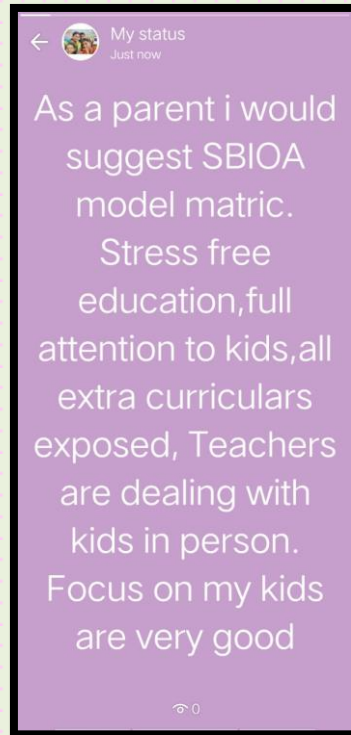 My status
Just now
As a parent i would
suggest SBIOA
model matric.
Stress free
education,full
attention to kids,all
extra curriculars
exposed, Teachers
are dealing with
kids in person.
Focus on my kids
are very good
0